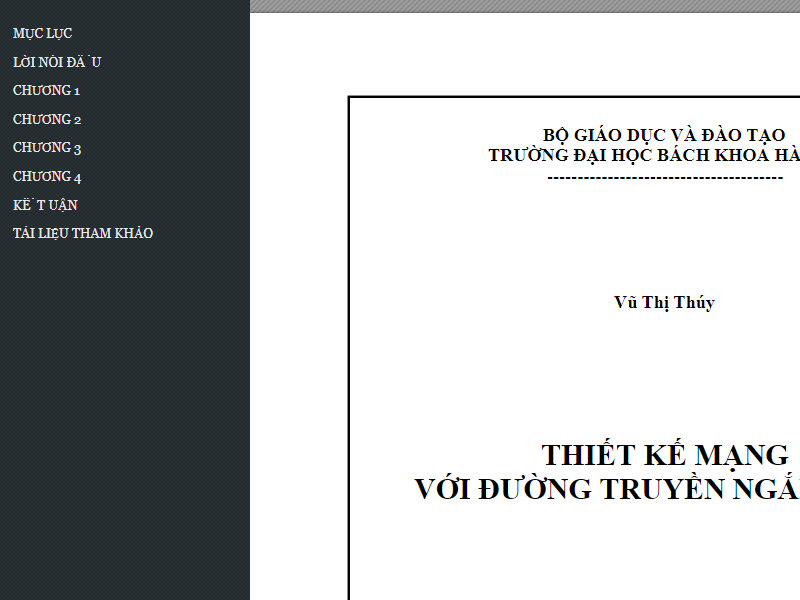 MỤC LỤC
LỜI NÓI ĐẦU
CHƯƠNG 1
CHƯƠNG 2
CHƯƠNG 3
CHƯƠNG 4
KẾT UẬN
TÀI LIỆU THAM KHẢO
BỘ GIÁO DỤC VÀ ĐÀO TẠO
TRƯỜNG ĐẠI HỌC BÁCH KHOA HÀ
---------------------------------------
Vũ Thị Thúy
THIẾT KẾ MẠNG
VỚI ĐƯỜNG TRUYỀN NGẮ